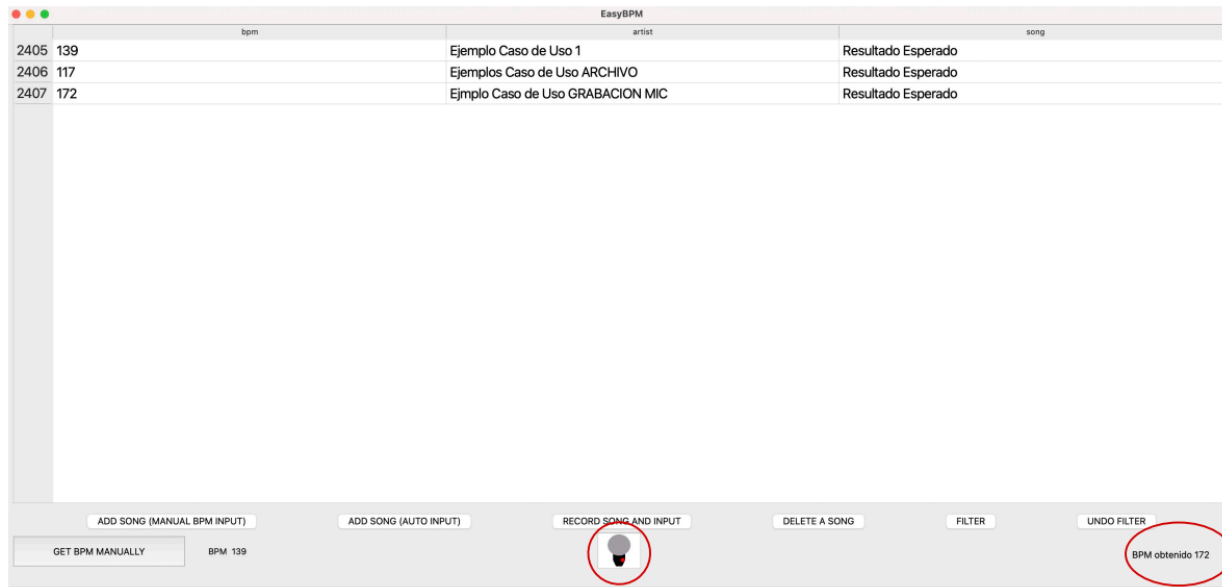 EasyBPM
bpm artist song
2405 139 Ejemplo Caso de Uso 1 Resultado Esperado
2406 117 Ejemplos Caso de Uso ARCHIVO Resultado Esperado
2407 172 Ejmplo Caso de Uso GRABACION MIC Resultado Esperado
ADD SONG (MANUAL BPM INPUT) ADD SONG (AUTO INPUT) RECORD SONG AND INPUT DELETE A SONG FILTER UNDO FILTER
GET BPM MANUALLY BPM 139 BPM obtenido 172